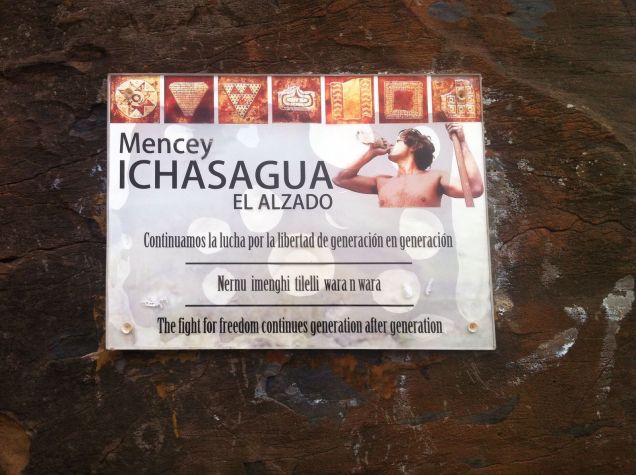 Mencey
ICHASAGUA
EL ALZADO
Continuamos la lucha por la libertad de generación en generación
Nernu imenghi tilelli wara n wara
The fight for freedom continues generation after generation